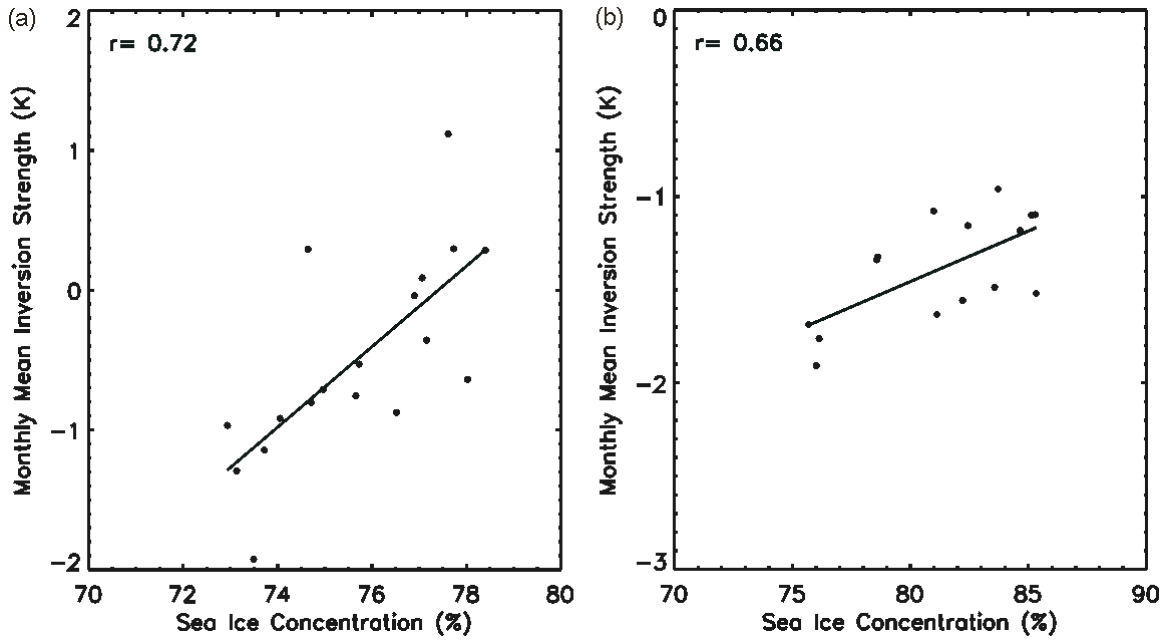 (a)
r= 0.72
2
1
0
−1
−2
Monthly Mean Inversion Strength (K)
70 72 74 76 78 80
Sea Ice Concentration (%)
(b)
r= 0.66
0
−1
−2
−3
Monthly Mean Inversion Strength (K)
70 75 80 85 90
Sea Ice Concentration (%)